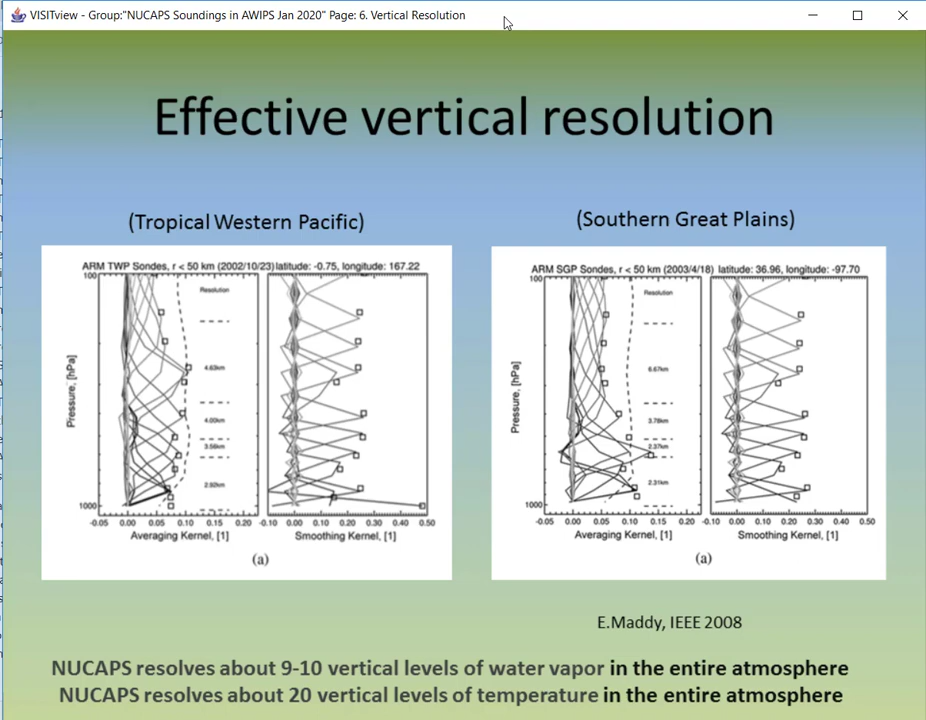 VISITview - Group:"NUCAPS Soundings in AWIPS Jan 2020" Page: 6. Vertical Resolution
Effective vertical resolution
(Tropical Western Pacific)
(Southern Great Plains)
ARM TWP Sondes, r < 50 km (2002/10/23) latitude: -0.75, longitude: 167.22
100
Resolution
4.63km
4.00km
3.58km
2.92km
1000
Pressure, [hPa]
-0.05 0.00 0.05 0.10 0.15 0.20
-0.10 0.00 0.10 0.20 0.30 0.40 0.50
Averaging Kernel, [1]
Smoothing Kernel, [1]
(a)
ARM SGP Sondes, r < 50 km (2003/4/18) latitude: 36.96, longitude: -97.70
100
Resolution
6.67km
3.78km
2.37km
2.31km
1000
Pressure, [hPa]
-0.05 0.00 0.05 0.10 0.15 0.20
-0.10 0.00 0.10 0.20 0.30 0.40 0.50
Averaging Kernel, [1]
Smoothing Kernel, [1]
(a)
E.Maddy, IEEE 2008
NUCAPS resolves about 9-10 vertical levels of water vapor in the entire atmosphere
NUCAPS resolves about 20 vertical levels of temperature in the entire atmosphere